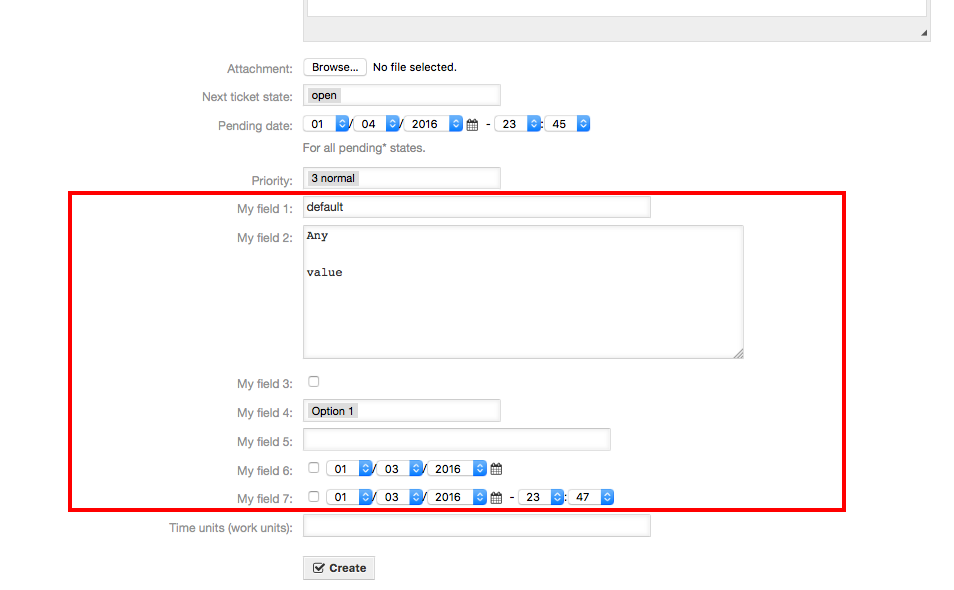 Attachment: Browse... No file selected.
Next ticket state: open
Pending date: 01 / 04 / 2016 - 23 : 45
For all pending* states.
Priority: 3 normal
My field 1: default
My field 2: Any
value
My field 3:
My field 4: Option 1
My field 5:
My field 6: 01 / 03 / 2016
My field 7: 01 / 03 / 2016 - 23 : 47
Time units (work units):
Create